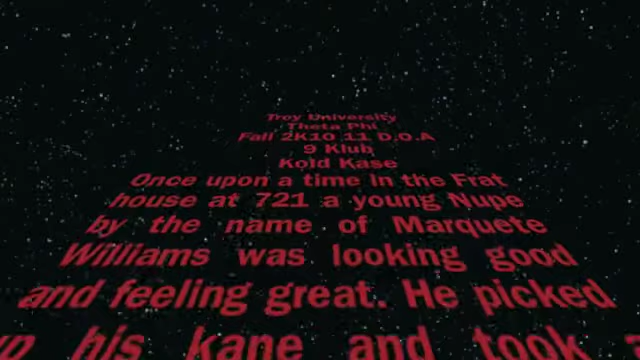 Troy University
Theta Phi
Fall 2K10 11 D.O.A
9 Klub
Kold Kase
Once upon a time in the Frat
house at 721 a young Nupe
by the name of Marquete
Williams was looking good
and feeling great. He picked
up his kane and took